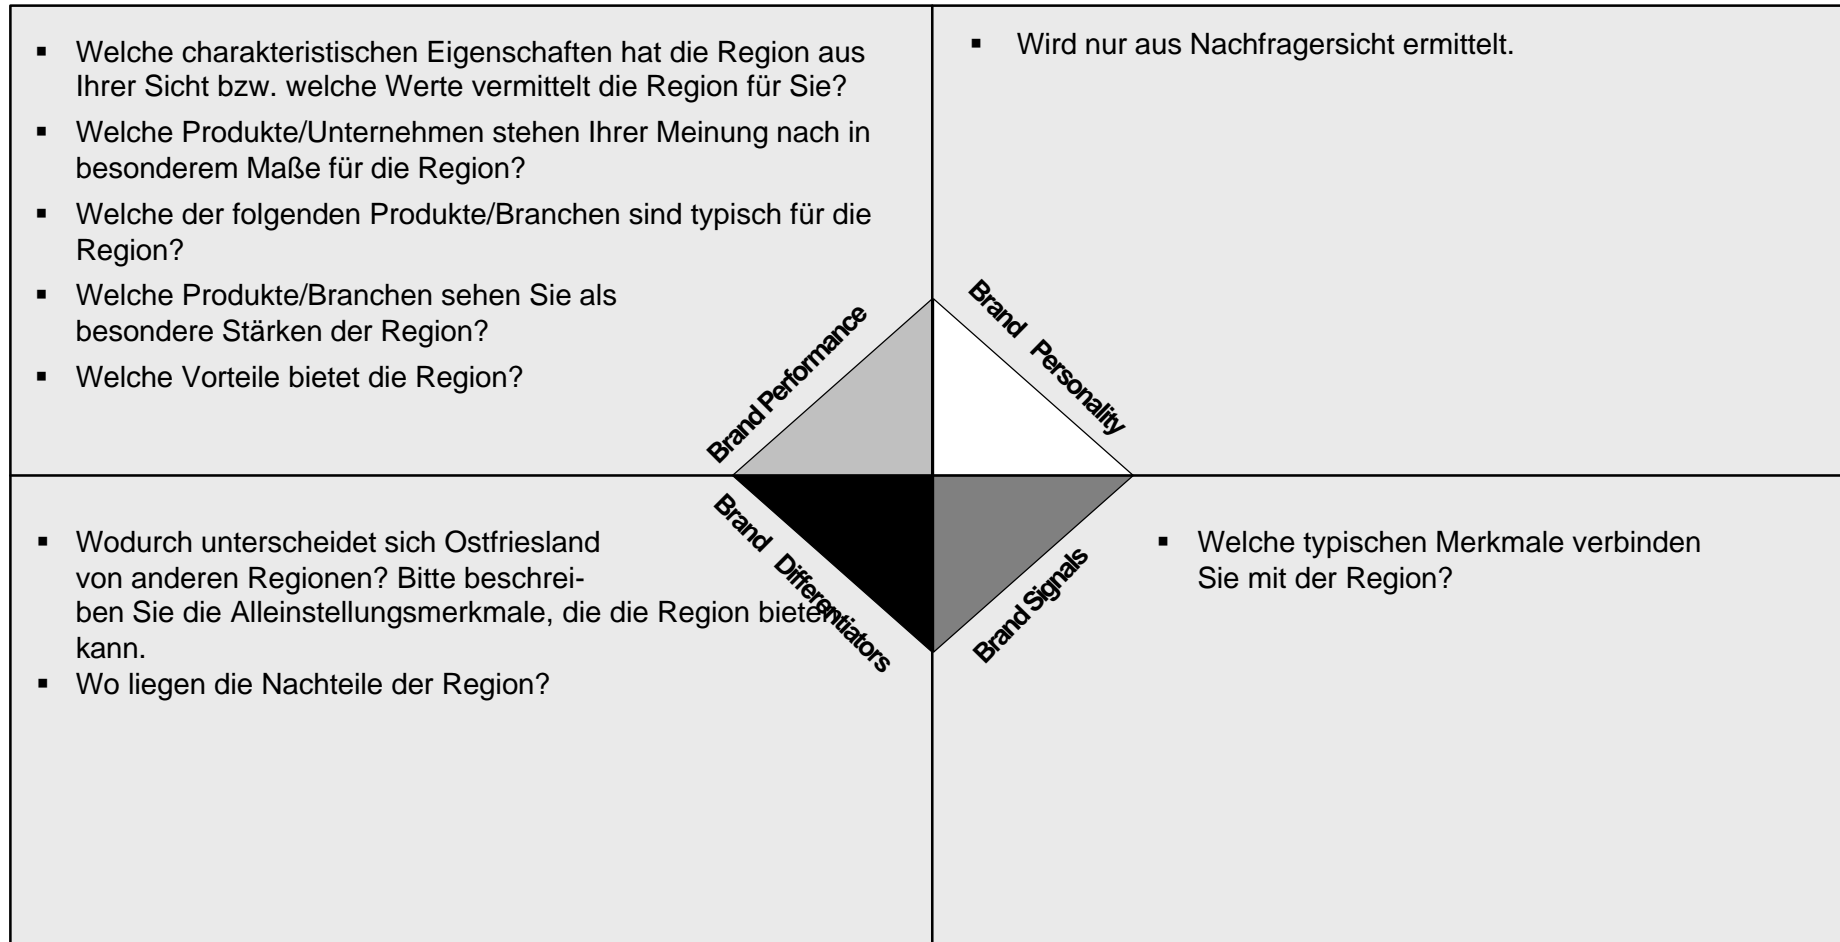 ▪ Welche charakteristischen Eigenschaften hat die Region aus
Ihrer Sicht bzw. welche Werte vermittelt die Region für Sie?
▪ Welche Produkte/Unternehmen stehen Ihrer Meinung nach in
besonderem Maße für die Region?
▪ Welche der folgenden Produkte/Branchen sind typisch für die
Region?
▪ Welche Produkte/Branchen sehen Sie als
besondere Stärken der Region?
▪ Welche Vorteile bietet die Region?
Brand Performance
▪ Wird nur aus Nachfragersicht ermittelt.
Brand Personality
▪ Wodurch unterscheidet sich Ostfriesland
von anderen Regionen? Bitte beschrei-
ben Sie die Alleinstellungsmerkmale, die die Region bieten
kann.
▪ Wo liegen die Nachteile der Region?
Brand Differentiators
▪ Welche typischen Merkmale verbinden
Sie mit der Region?
Brand Signals